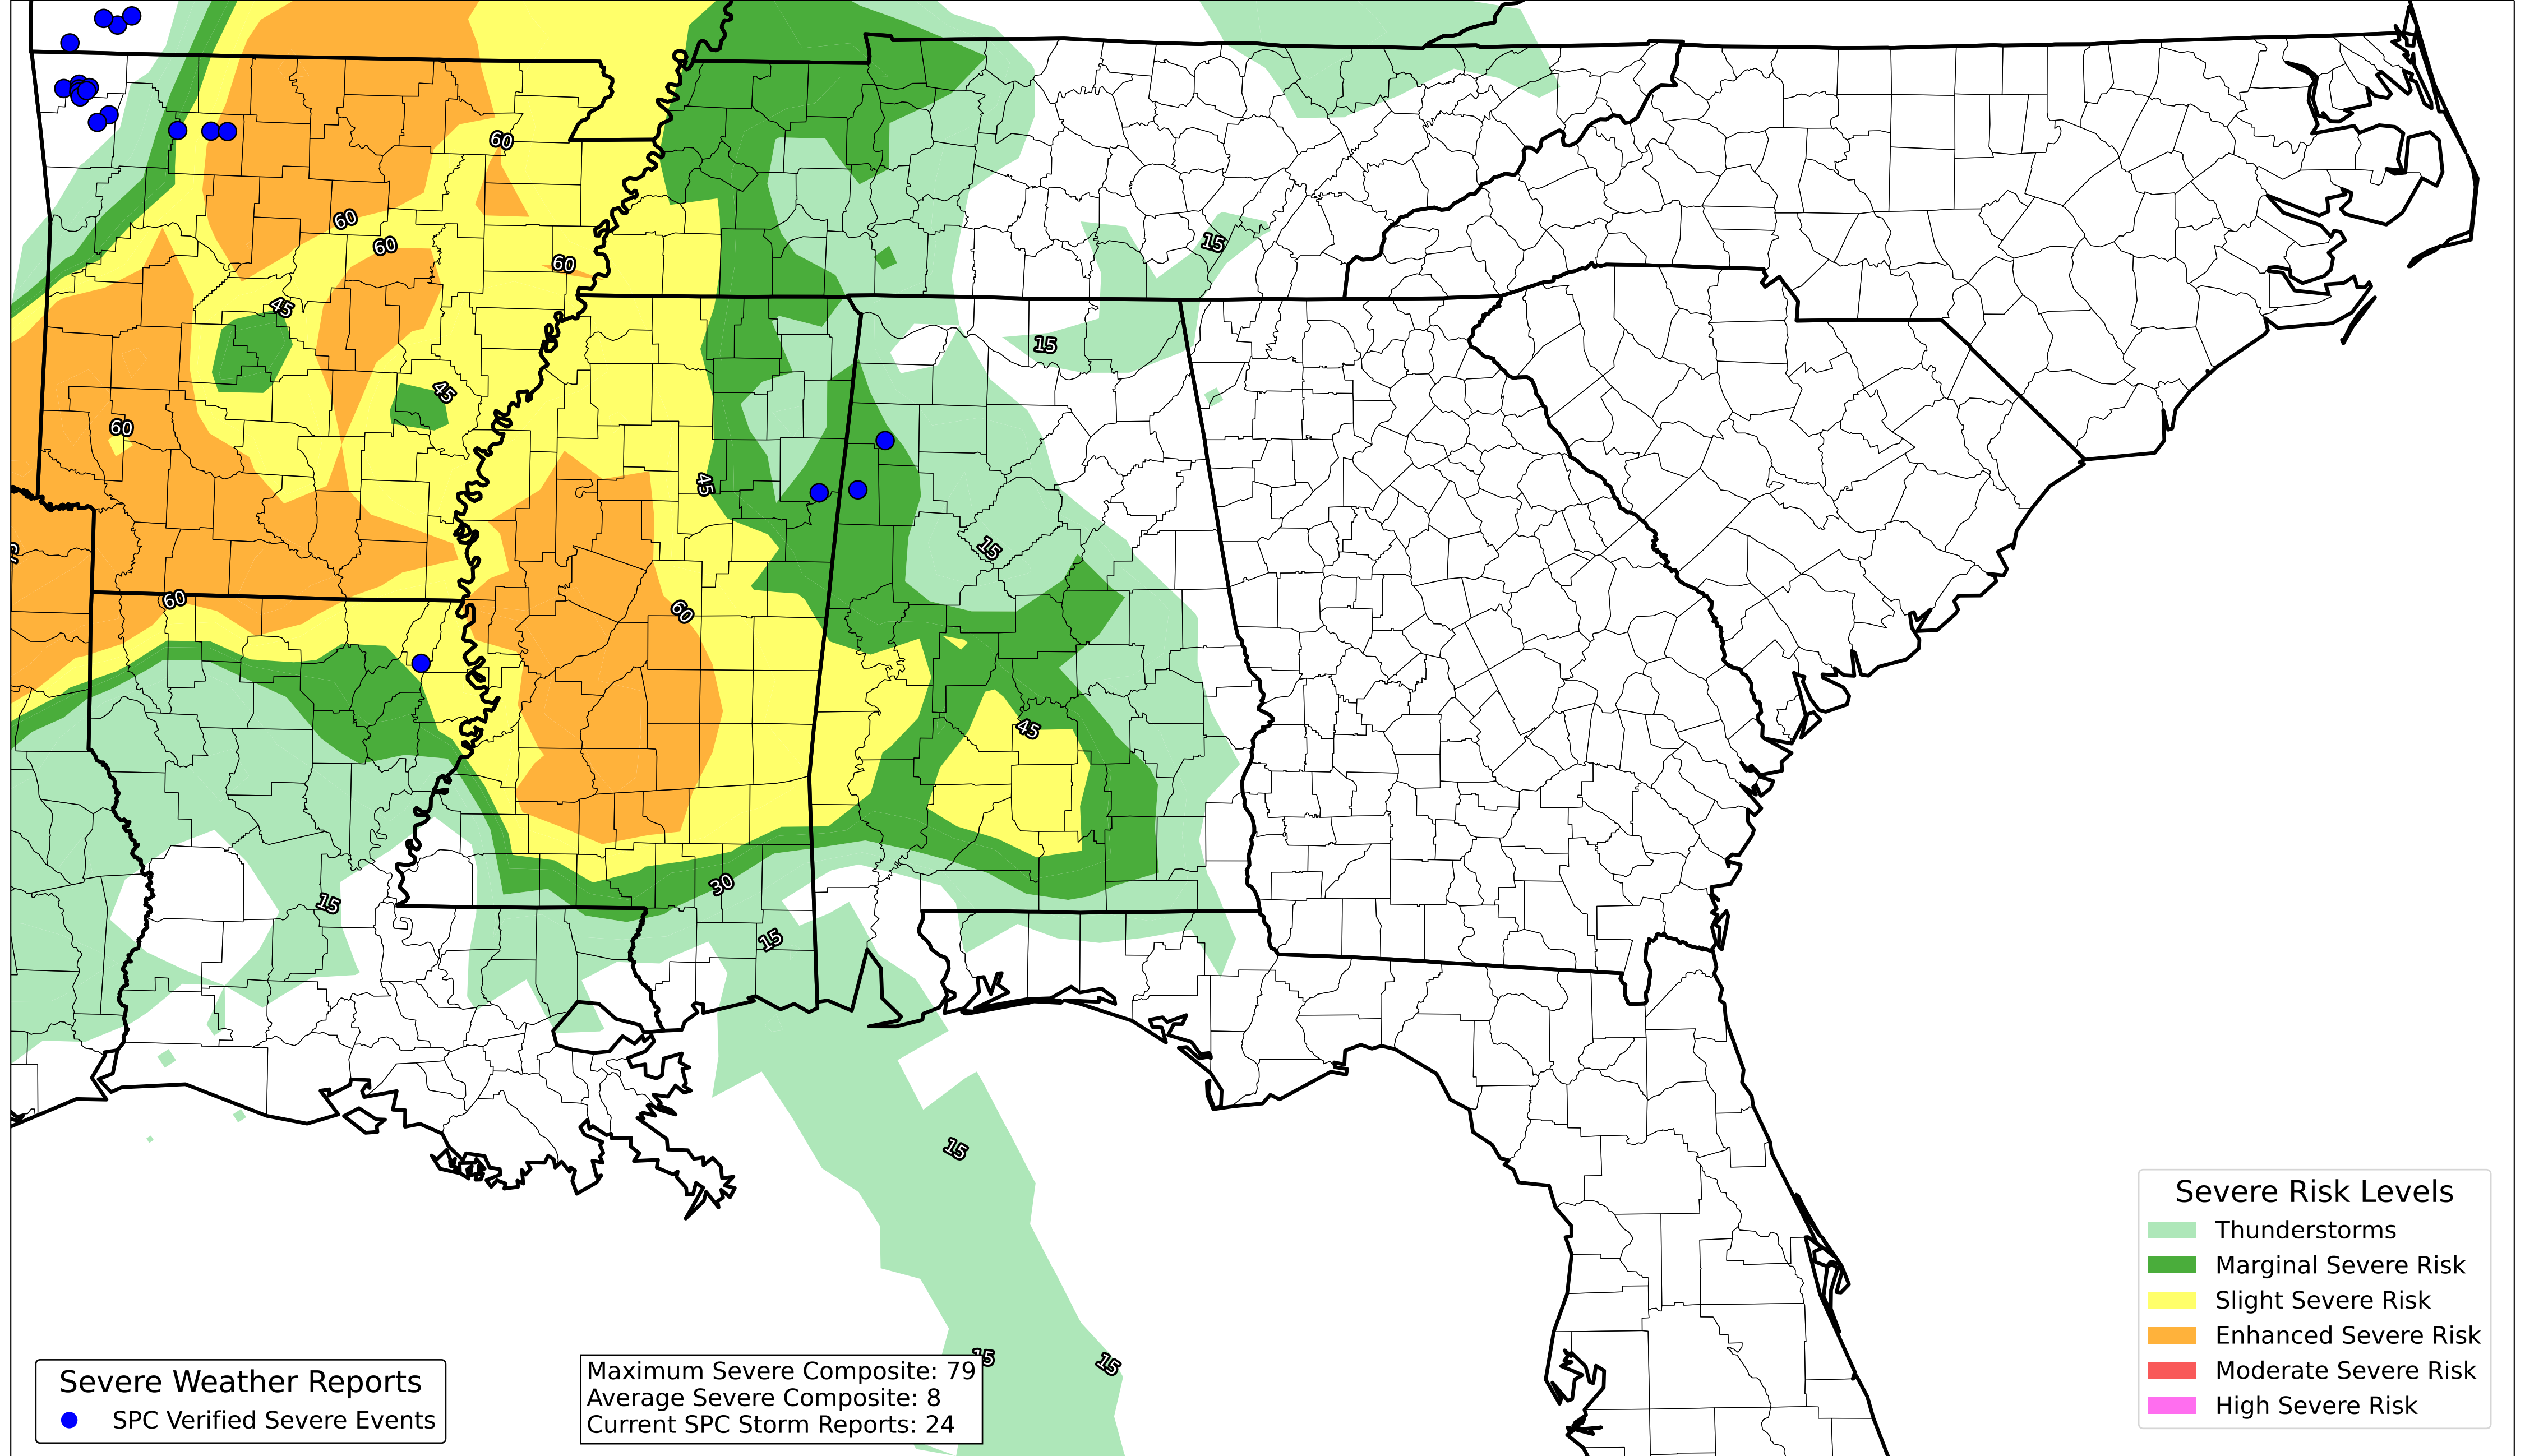 60
15
60
60
60
45
15
45
60
45
15
60
60
45
30
15
15
15
15
15
Severe Risk Levels
Thunderstorms
Marginal Severe Risk
Slight Severe Risk
Enhanced Severe Risk
Moderate Severe Risk
High Severe Risk
Severe Weather Reports
SPC Verified Severe Events
Maximum Severe Composite: 79
Average Severe Composite: 8
Current SPC Storm Reports: 24